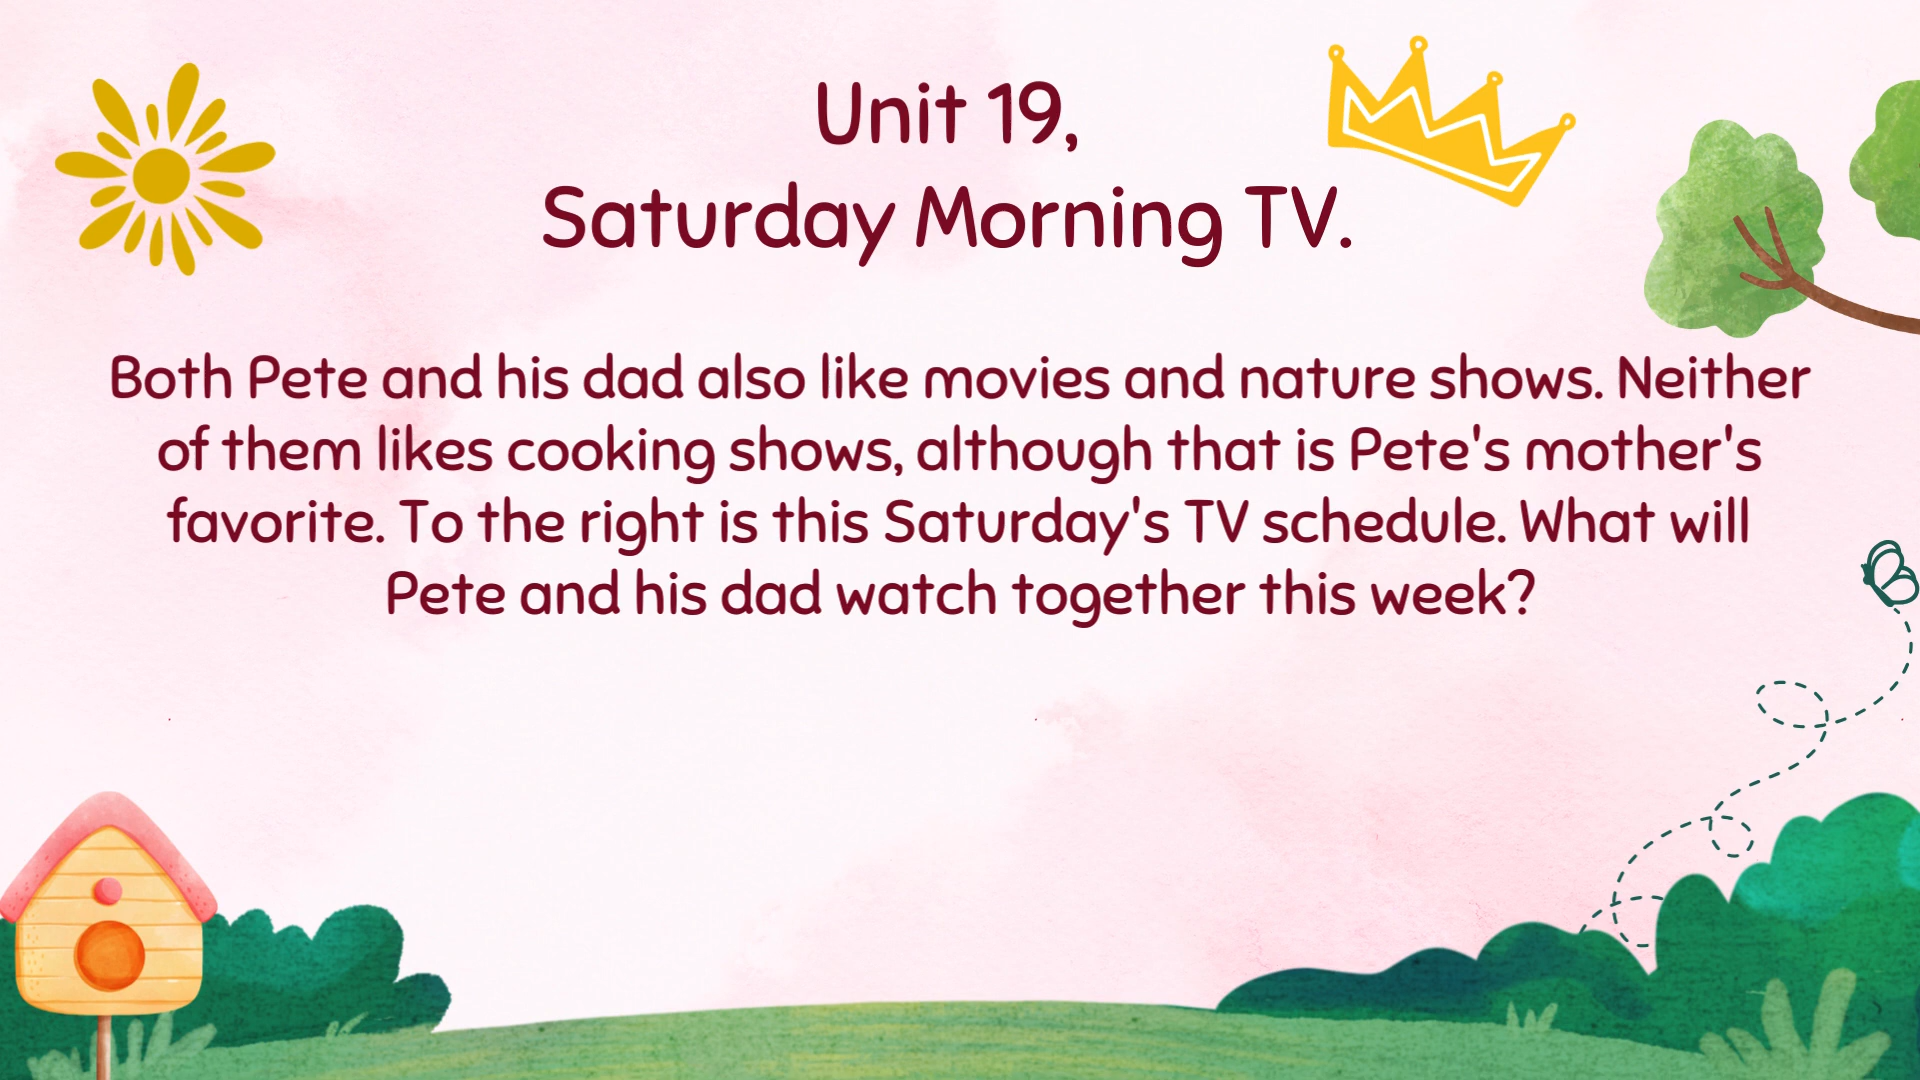 Unit 19,
Saturday Morning TV.
Both Pete and his dad also like movies and nature shows. Neither
of them likes cooking shows, although that is Pete's mother's
favorite. To the right is this Saturday's TV schedule. What will
Pete and his dad watch together this week?